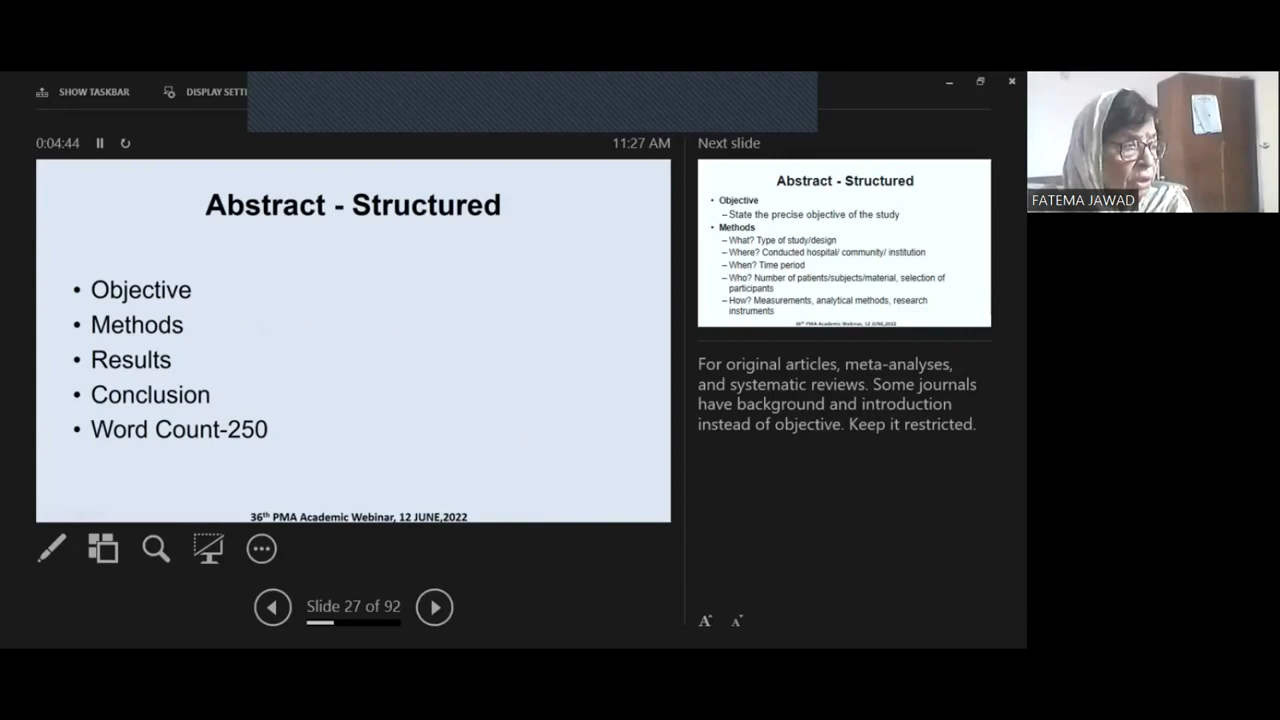 SHOW TASKBAR
DISPLAY SETTI
0:04:44
11:27 AM
Abstract - Structured
• Objective
• Methods
• Results
• Conclusion
• Word Count-250
36th PMA Academic Webinar, 12 JUNE,2022
Slide 27 of 92
Next slide
Abstract - Structured
• Objective
– State the precise objective of the study
• Methods
– What? Type of study/design
– Where? Conducted hospital/ community/ institution
– When? Time period
– Who? Number of patients/subjects/material, selection of
participants
– How? Measurements, analytical methods, research
instruments
36th PMA Academic Webinar, 12 JUNE,2022
For original articles, meta-analyses,
and systematic reviews. Some journals
have background and introduction
instead of objective. Keep it restricted.
A A
FATEMA JAWAD